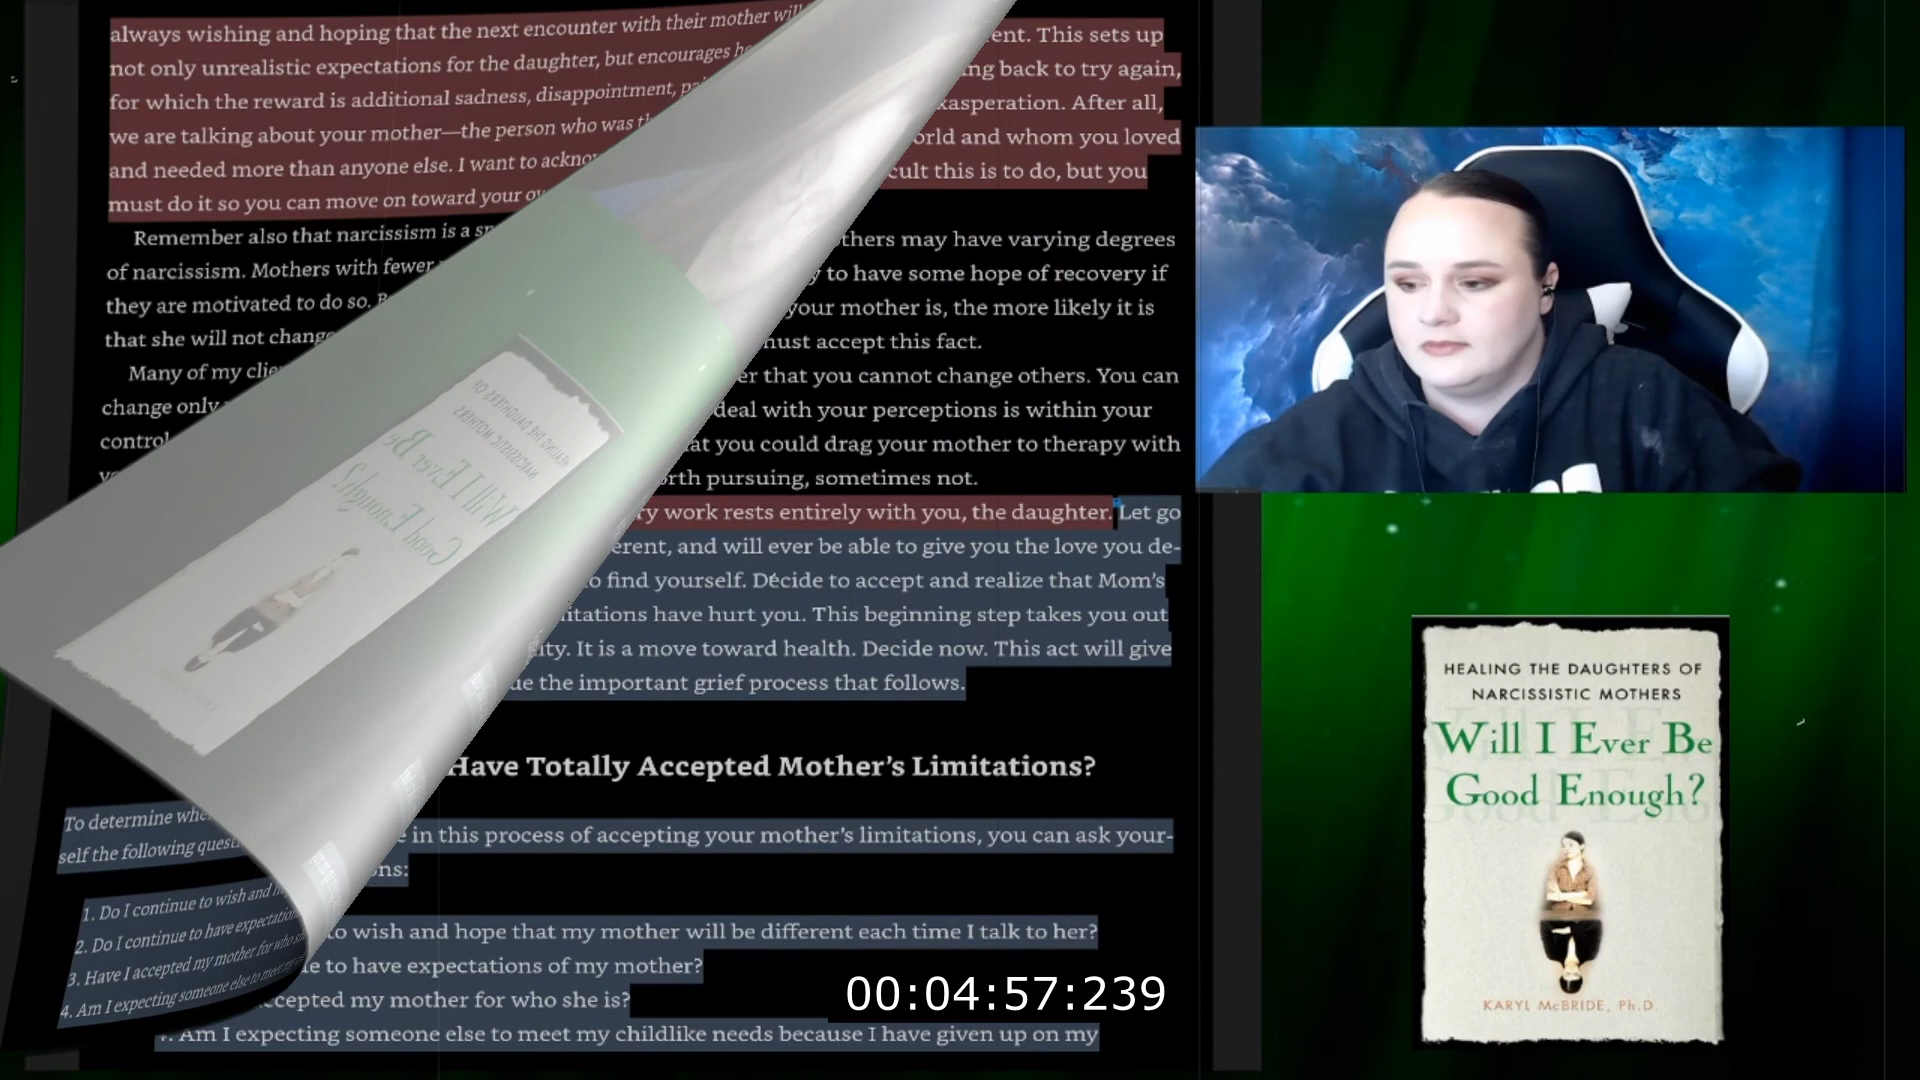 always wishing and hoping that the next encounter with their mother will ent. This sets up
not only unrealistic expectations for the daughter, but encourages ng back to try again,
for which the reward is additional sadness, disappointment, xasperation. After all,
we are talking about your mother—the person who was orld and whom you loved
and needed more than anyone else. I want to ackno cult this is to do, but you
must do it so you can move on toward your
Remember also that narcissism is a sp others may have varying degrees
of narcissism. Mothers with fewer to have some hope of recovery if
they are motivated to do so. your mother is, the more likely it is
that she will not change must accept this fact.
Many of my clie er that you cannot change others. You can
change only deal with your perceptions is within your
control at you could drag your mother to therapy with
orth pursuing, sometimes not.
ry work rests entirely with you, the daughter. Let go
erent, and will ever be able to give you the love you de-
o find yourself. Decide to accept and realize that Mom's
itations have hurt you. This beginning step takes you out
ity. It is a move toward health. Decide now. This act will give
ue the important grief process that follows.
Have Totally Accepted Mother's Limitations?
To determine whe in this process of accepting your mother's limitations, you can ask your-
self the following questi ons:
1. Do I continue to wish and
2. Do I continue to have expectation
3. Have I accepted my mother for who
4. Am I expecting someone else to meet
to wish and hope that my mother will be different each time I talk to her?
e to have expectations of my mother?
ccepted my mother for who she is?
Am I expecting someone else to meet my childlike needs because I have given up on my
00:04:57:239
HEALING THE DAUGHTERS OF
NARCISSISTIC MOTHERS
Will I Ever Be
Good Enough?
KARYL McBRIDE, Ph.D.